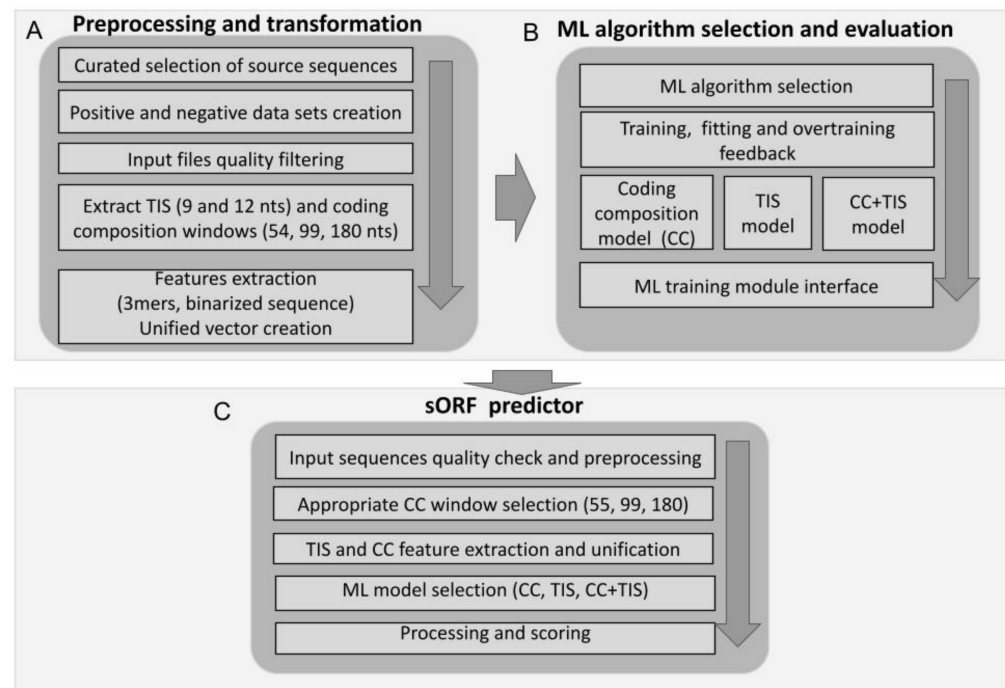 A
Preprocessing and transformation
Curated selection of source sequences
Positive and negative data sets creation
Input files quality filtering
Extract TIS (9 and 12 nts) and coding
composition windows (54, 99, 180 nts)
Features extraction
(3mers, binarized sequence)
Unified vector creation
B
ML algorithm selection and evaluation
ML algorithm selection
Training, fitting and overtraining
feedback
Coding
composition
model (CC)
TIS
model
CC+TIS
model
ML training module interface
C
sORF predictor
Input sequences quality check and preprocessing
Appropriate CC window selection (55, 99, 180)
TIS and CC feature extraction and unification
ML model selection (CC, TIS, CC+TIS)
Processing and scoring